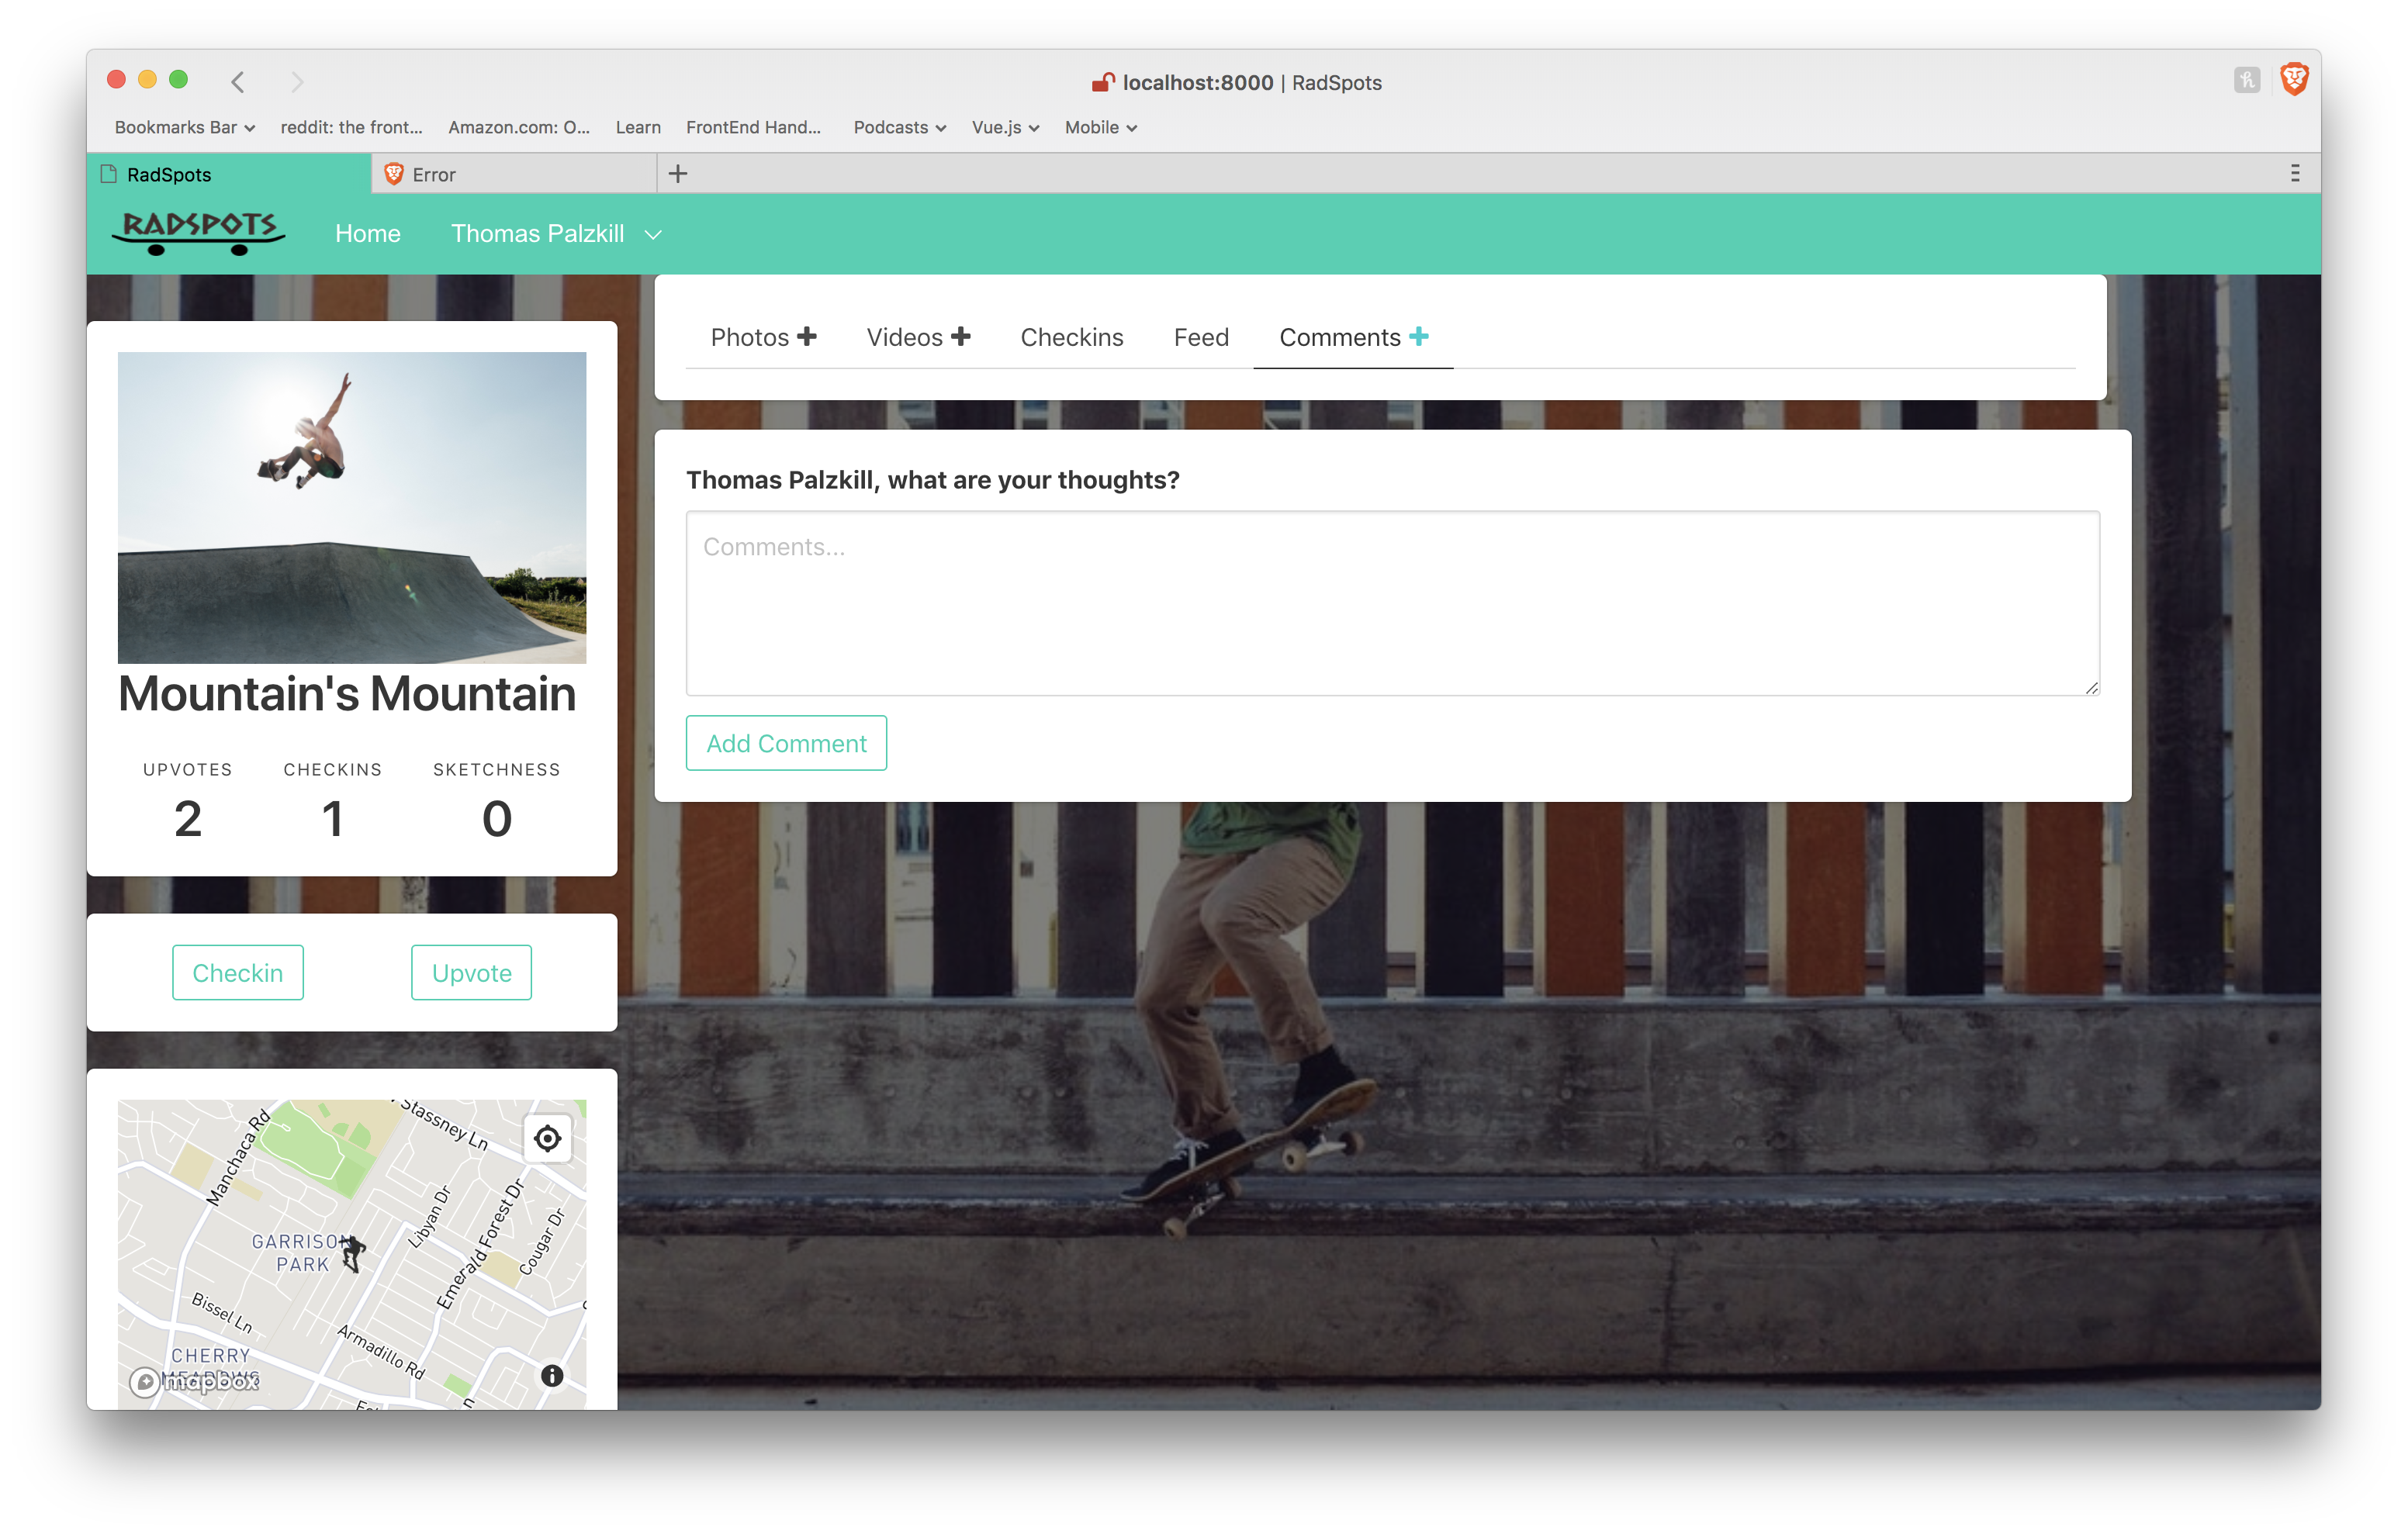 localhost:8000 | RadSpots
Bookmarks Bar reddit: the front... Amazon.com: O... Learn FrontEnd Hand... Podcasts Vue.js Mobile
RadSpots Error
RADSPOTS Home Thomas Palzkill
Photos Videos Checkins Feed Comments
Thomas Palzkill, what are your thoughts?
Comments...
Add Comment
Mountain's Mountain
UPVOTES CHECKINS SKETCHNESS
2 1 0
Checkin Upvote
Stassney Ln
Manchaca Rd
Libyan Dr
Emerald Forest Dr
Cougar Dr
GARRISON
PARK
Bissel Ln
Armadillo Rd
CHERRY
MEADOWS
mapbox